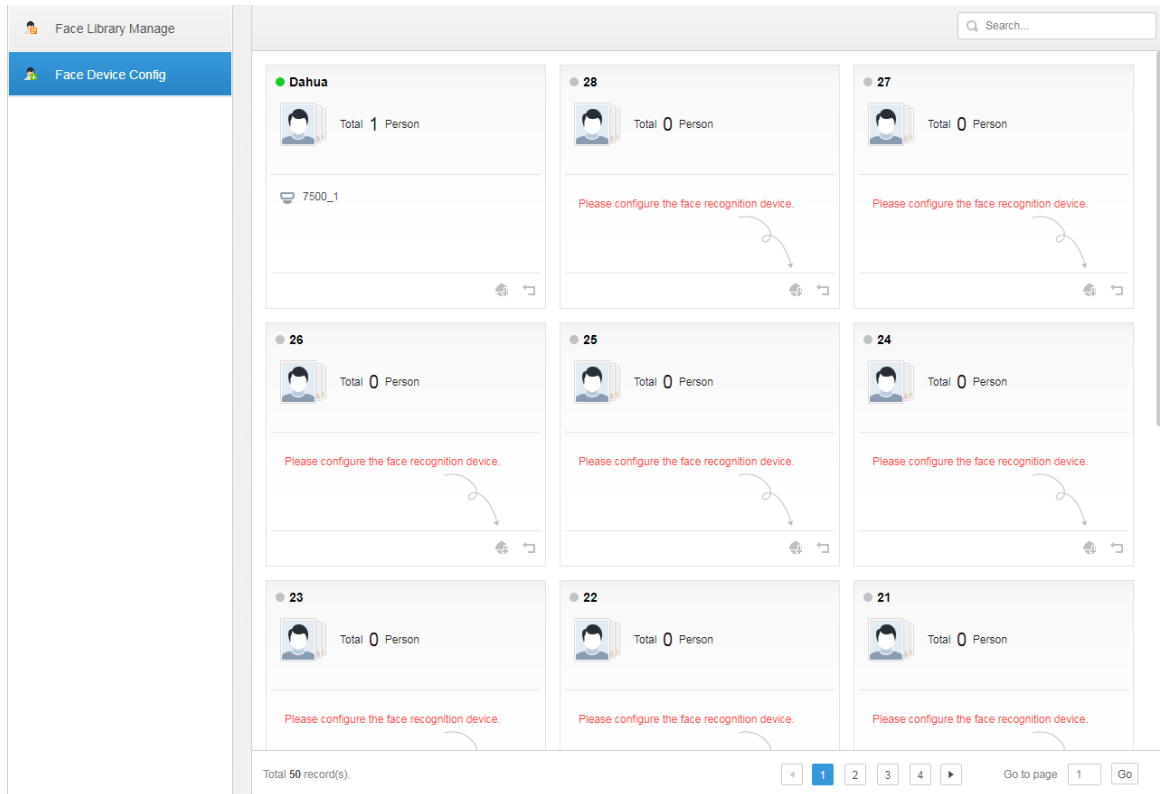 Face Library Manage
Face Device Config
Search...
Dahua
Total 1 Person
7500_1
28
Total 0 Person
Please configure the face recognition device.
27
Total 0 Person
Please configure the face recognition device.
26
Total 0 Person
Please configure the face recognition device.
25
Total 0 Person
Please configure the face recognition device.
24
Total 0 Person
Please configure the face recognition device.
23
Total 0 Person
Please configure the face recognition device.
22
Total 0 Person
Please configure the face recognition device.
21
Total 0 Person
Please configure the face recognition device.
Total 50 record(s).
1 2 3 4
Go to page 1 Go